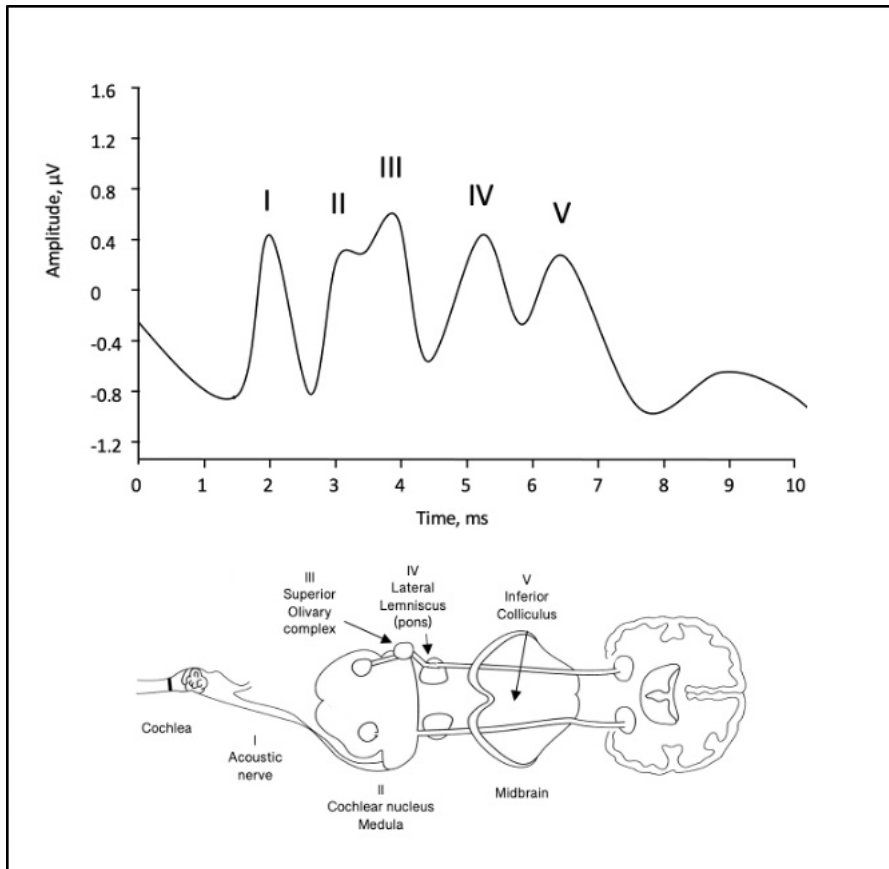 1.6
1.2
0.8
0.4
0
-0.4
-0.8
-1.2
Amplitude, µV
I
II
III
IV
V
0 1 2 3 4 5 6 7 8 9 10
Time, ms
III
Superior
Olivary
complex
IV
Lateral
Lemniscus
(pons)
V
Inferior
Colliculus
Cochlea
I
Acoustic
nerve
II
Cochlear nucleus
Medula
Midbrain